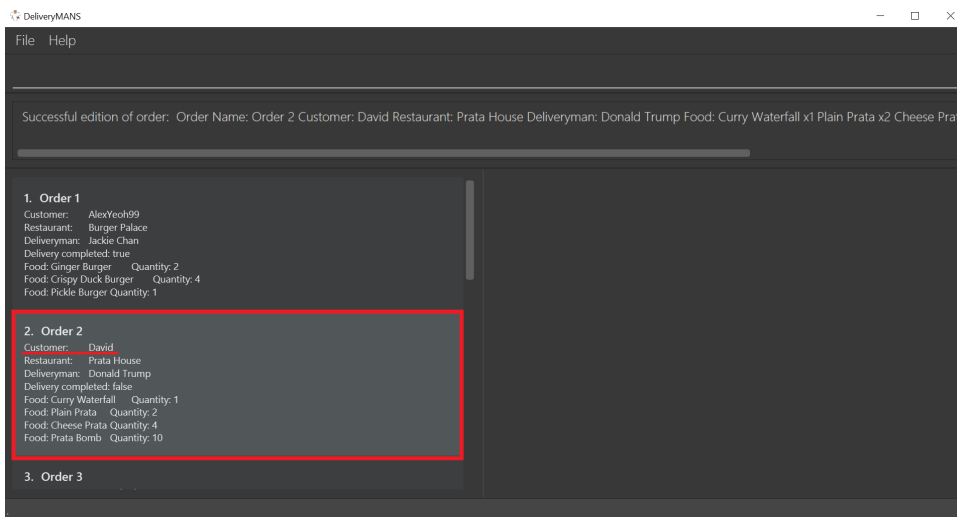 DeliveryMANS
File Help
Successful edition of order: Order Name: Order 2 Customer: David Restaurant: Prata House Deliveryman: Donald Trump Food: Curry Waterfall x1 Plain Prata x2 Cheese
1. Order 1
Customer: AlexYeoh99
Restaurant: Burger Palace
Deliveryman: Jackie Chan
Delivery completed: true
Food: Ginger Burger Quantity: 2
Food: Crispy Duck Burger Quantity: 4
Food: Pickle Burger Quantity: 1
2. Order 2
Customer: David
Restaurant: Prata House
Deliveryman: Donald Trump
Delivery completed: false
Food: Curry Waterfall Quantity: 1
Food: Plain Prata Quantity: 2
Food: Cheese Prata Quantity: 4
Food: Prata Bomb Quantity: 10
3. Order 3